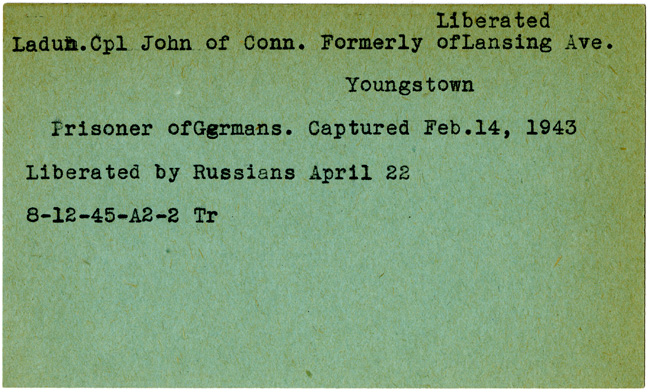 Liberated
Ladun.Cpl John of Conn. Formerly ofLansing Ave.
Youngstown
Prisoner ofGermans. Captured Feb.14, 1943
Liberated by Russians April 22
8-12-45-A2-2 Tr